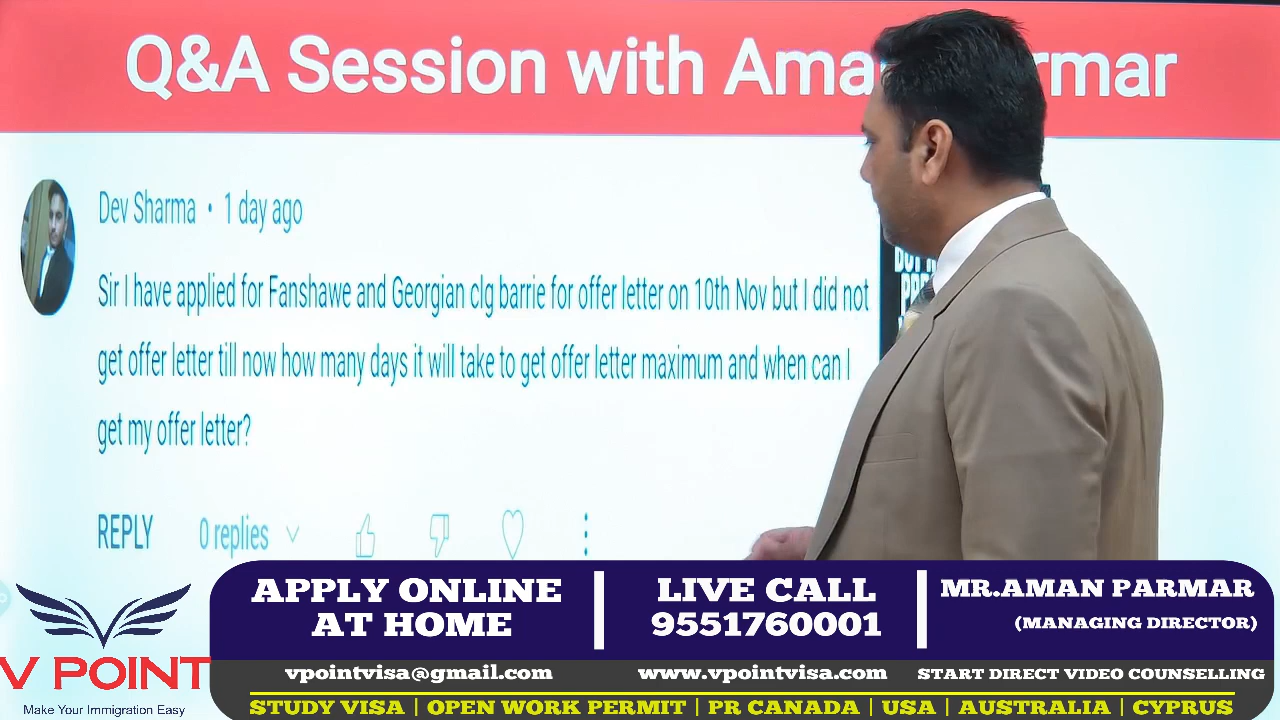 Q&A Session with Ama rmar
Dev Sharma • 1 day ago
Sir I have applied for Fanshawe and Georgian clg barrie for offer letter on 10th Nov but I did not
get offer letter till now how many days it will take to get offer letter maximum and when can I
get my offer letter?
REPLY 0 replies
APPLY ONLINE
AT HOME
LIVE CALL
9551760001
MR.AMAN PARMAR
(MANAGING DIRECTOR)
V POINT
Make Your Immigration Easy
vpointvisa@gmail.com
www.vpointvisa.com
START DIRECT VIDEO COUNSELLING
STUDY VISA | OPEN WORK PERMIT | PR CANADA | USA | AUSTRALIA | CYPRUS